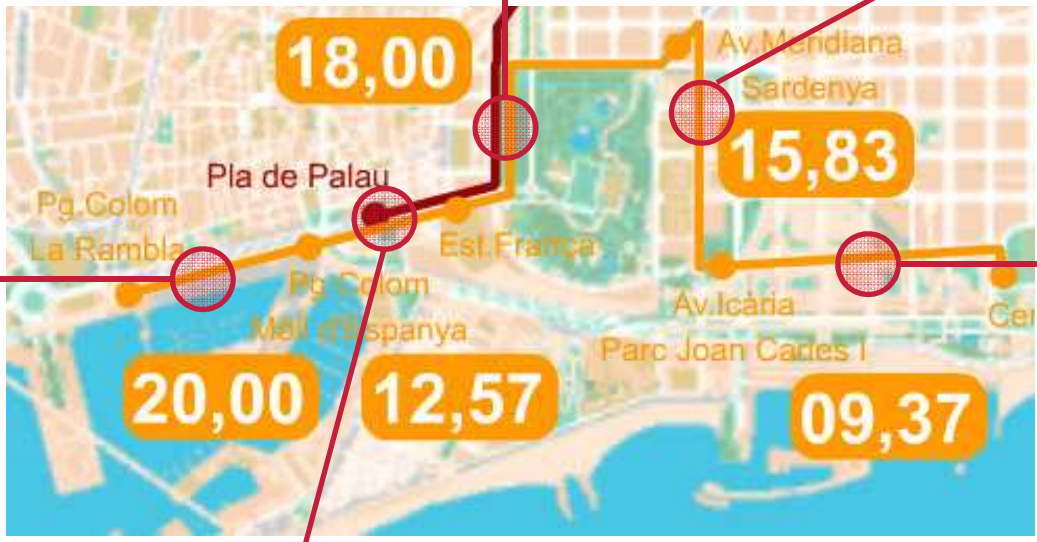 18,00
Av.Meridiana
Sardenya
15,83
Pla de Palau
Pg.Colom
La Rambla
Est.França
Pg.Colom
Moll d'Espanya
Av.Icària
Parc Joan Carles I
Cer
20,00
12,57
09,37